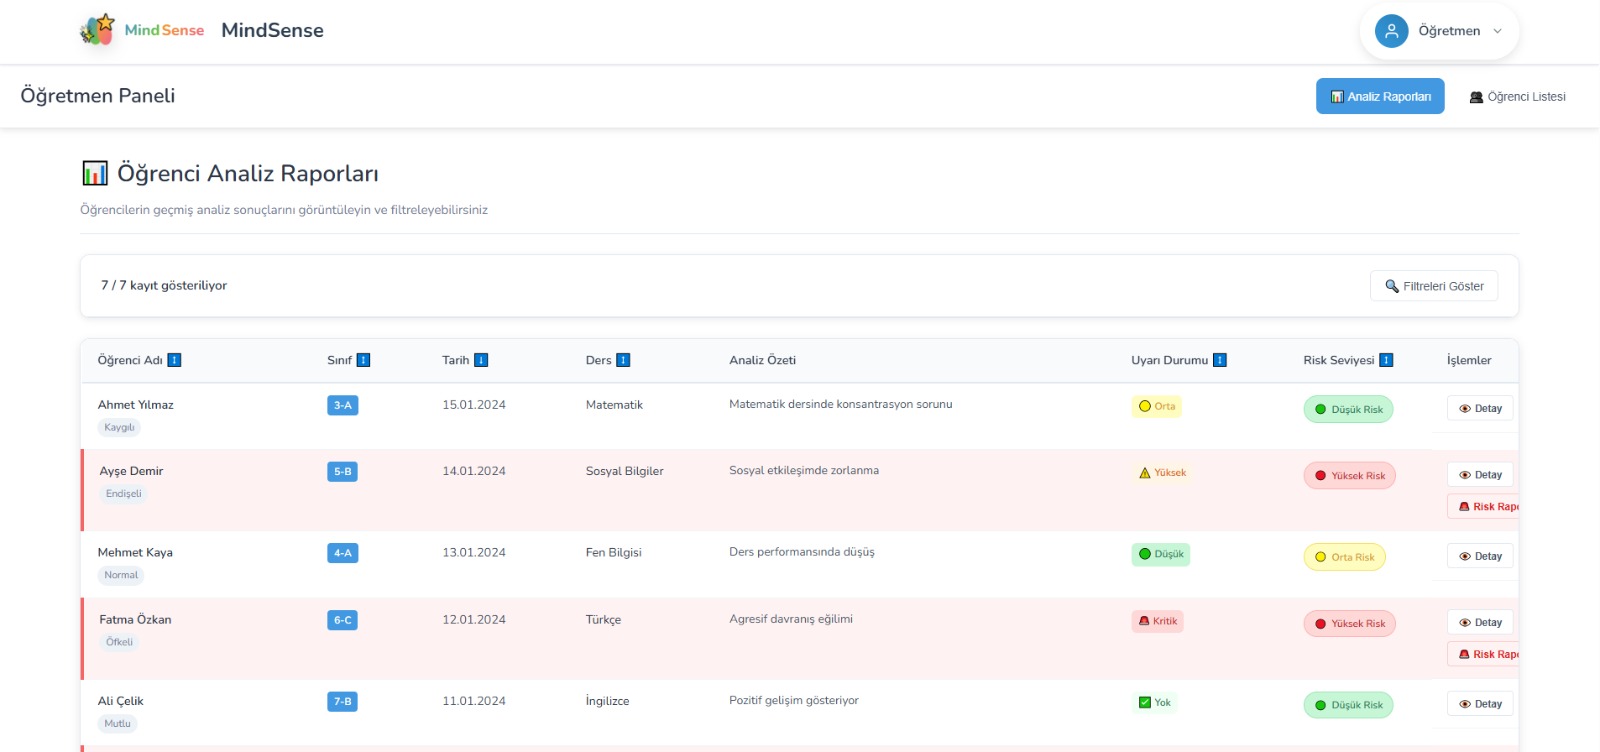 MindSense MindSense Öğretmen
Öğretmen Paneli Analiz Raporları Öğrenci Listesi
Öğrenci Analiz Raporları
Öğrencilerin geçmiş analiz sonuçlarını görüntüleyin ve filtreleyebilirsiniz
7 / 7 kayıt gösteriliyor Filtreleri Göster
Öğrenci Adı Sınıf Tarih Ders Analiz Özeti Uyarı Durumu Risk Seviyesi İşlemler
Ahmet Yılmaz 3-A 15.01.2024 Matematik Matematik dersinde konsantrasyon sorunu Orta Düşük Risk Detay
Kaygılı
Ayşe Demir 5-B 14.01.2024 Sosyal Bilgiler Sosyal etkileşimde zorlanma Yüksek Yüksek Risk Detay
Endişeli
Risk Rapo
Mehmet Kaya 4-A 13.01.2024 Fen Bilgisi Ders performansında düşüş Düşük Orta Risk Detay
Normal
Fatma Özkan 6-C 12.01.2024 Türkçe Agresif davranış eğilimi Kritik Yüksek Risk Detay
Öfkeli
Risk Rapo
Ali Çelik 7-B 11.01.2024 İngilizce Pozitif gelişim gösteriyor Yok Düşük Risk Detay
Mutlu